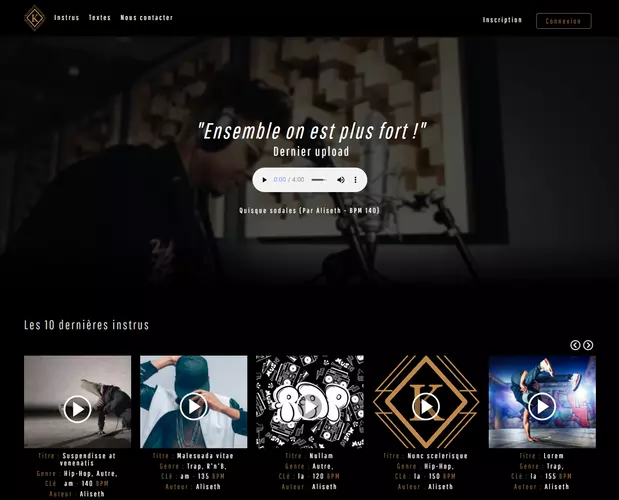 K
Instrus Textes Nous contacter
Inscription Connexion
"Ensemble on est plus fort !"
Dernier upload
0:00 / 4:00
Quisque sodales (Par Aliseth - BPM 140)
Les 10 dernières instrus
RAP
K
Titre : Suspendisse at
venenatis
Genre : Hip-Hop, Autre,
Clé : am - 140 BPM
Auteur : Aliseth
Titre : Malesuada vitae
Genre : Trap, R'n'B,
Clé : am - 135 BPM
Auteur : Aliseth
Titre : Nullam
Genre : Autre,
Clé : la - 120 BPM
Auteur : Aliseth
Titre : Nunc scelerisque
Genre : Hip-Hop,
Clé : la - 150 BPM
Auteur : Aliseth
Titre : Lorem
Genre : Trap,
Clé : la - 155 BPM
Auteur : Aliseth